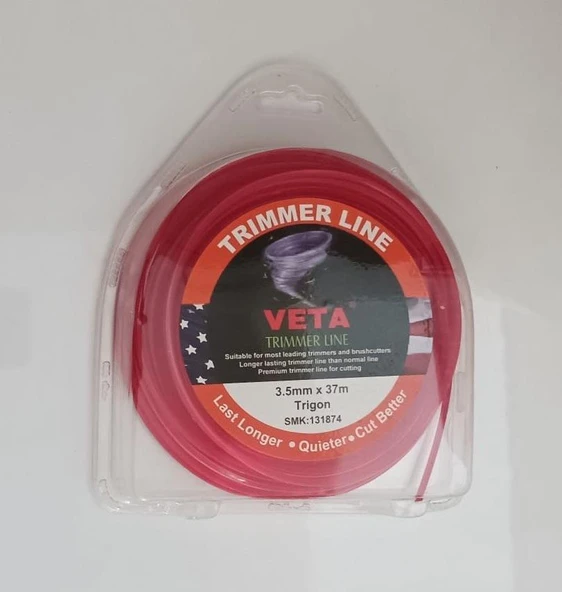 TRIMMER LINE
VETA
TRIMMER LINE
Suitable for most leading trimmers and brushcutters
Longer lasting trimmer line than normal line
Premium trimmer line for cutting
3.5mm x 37m
Trigon
SMK:131874
Last Longer • Quieter • Cut Better